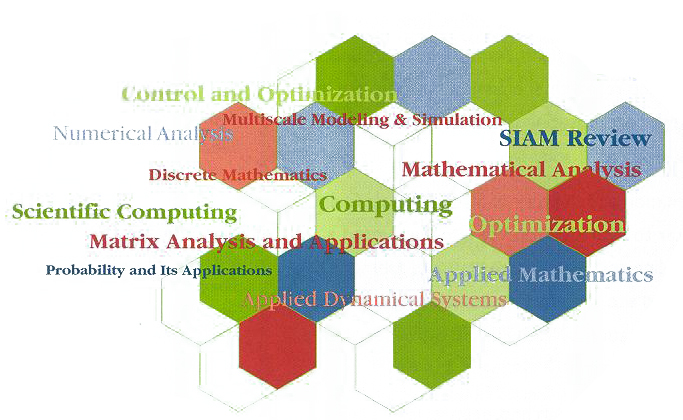 Control and Optimization
Multiscale Modeling & Simulation
Numerical Analysis
SIAM Review
Mathematical Analysis
Discrete Mathematics
Computing
Scientific Computing
Optimization
Matrix Analysis and Applications
Probability and Its Applications
Applied Mathematics
Applied Dynamical Systems